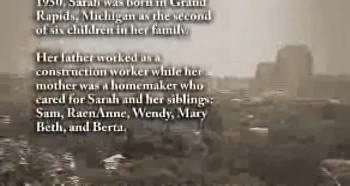 1950. Sarah was born in Grand
Rapids, Michigan as the second
of six children in her family.
Her father worked as a
construction worker while her
mother was a homemaker who
cared for Sarah and her siblings:
Sam, RaenAnne, Wendy, Mary
Beth, and Berta.